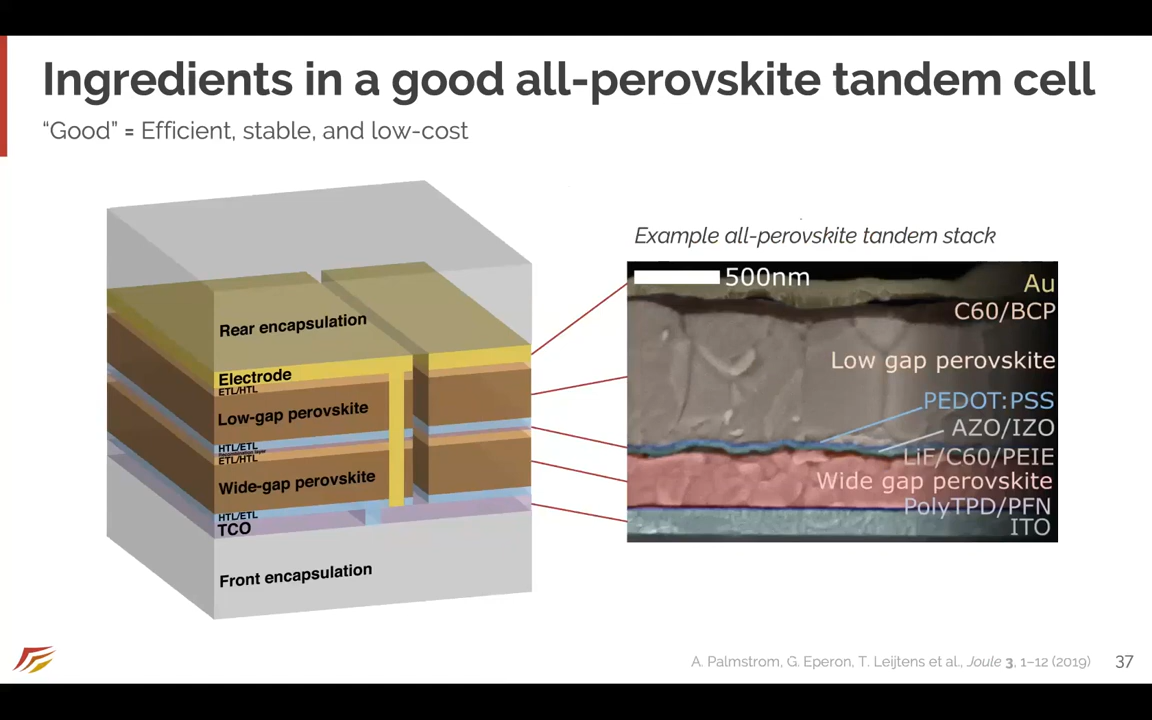 Ingredients in a good all-perovskite tandem cell
“Good” = Efficient, stable, and low-cost
Rear encapsulation
Electrode
ETL/HTL
Low-gap perovskite
HTL/ETL
ETL/HTL
Wide-gap perovskite
HTL/ETL
TCO
Front encapsulation
Example all-perovskite tandem stack
500nm
Au
C60/BCP
Low gap perovskite
PEDOT:PSS
AZO/IZO
LiF/C60/PEIE
Wide gap perovskite
PolyTPD/PFN
ITO
A. Palmstrom, G. Eperon, T. Leijtens et al., Joule 3, 1–12 (2019)
37